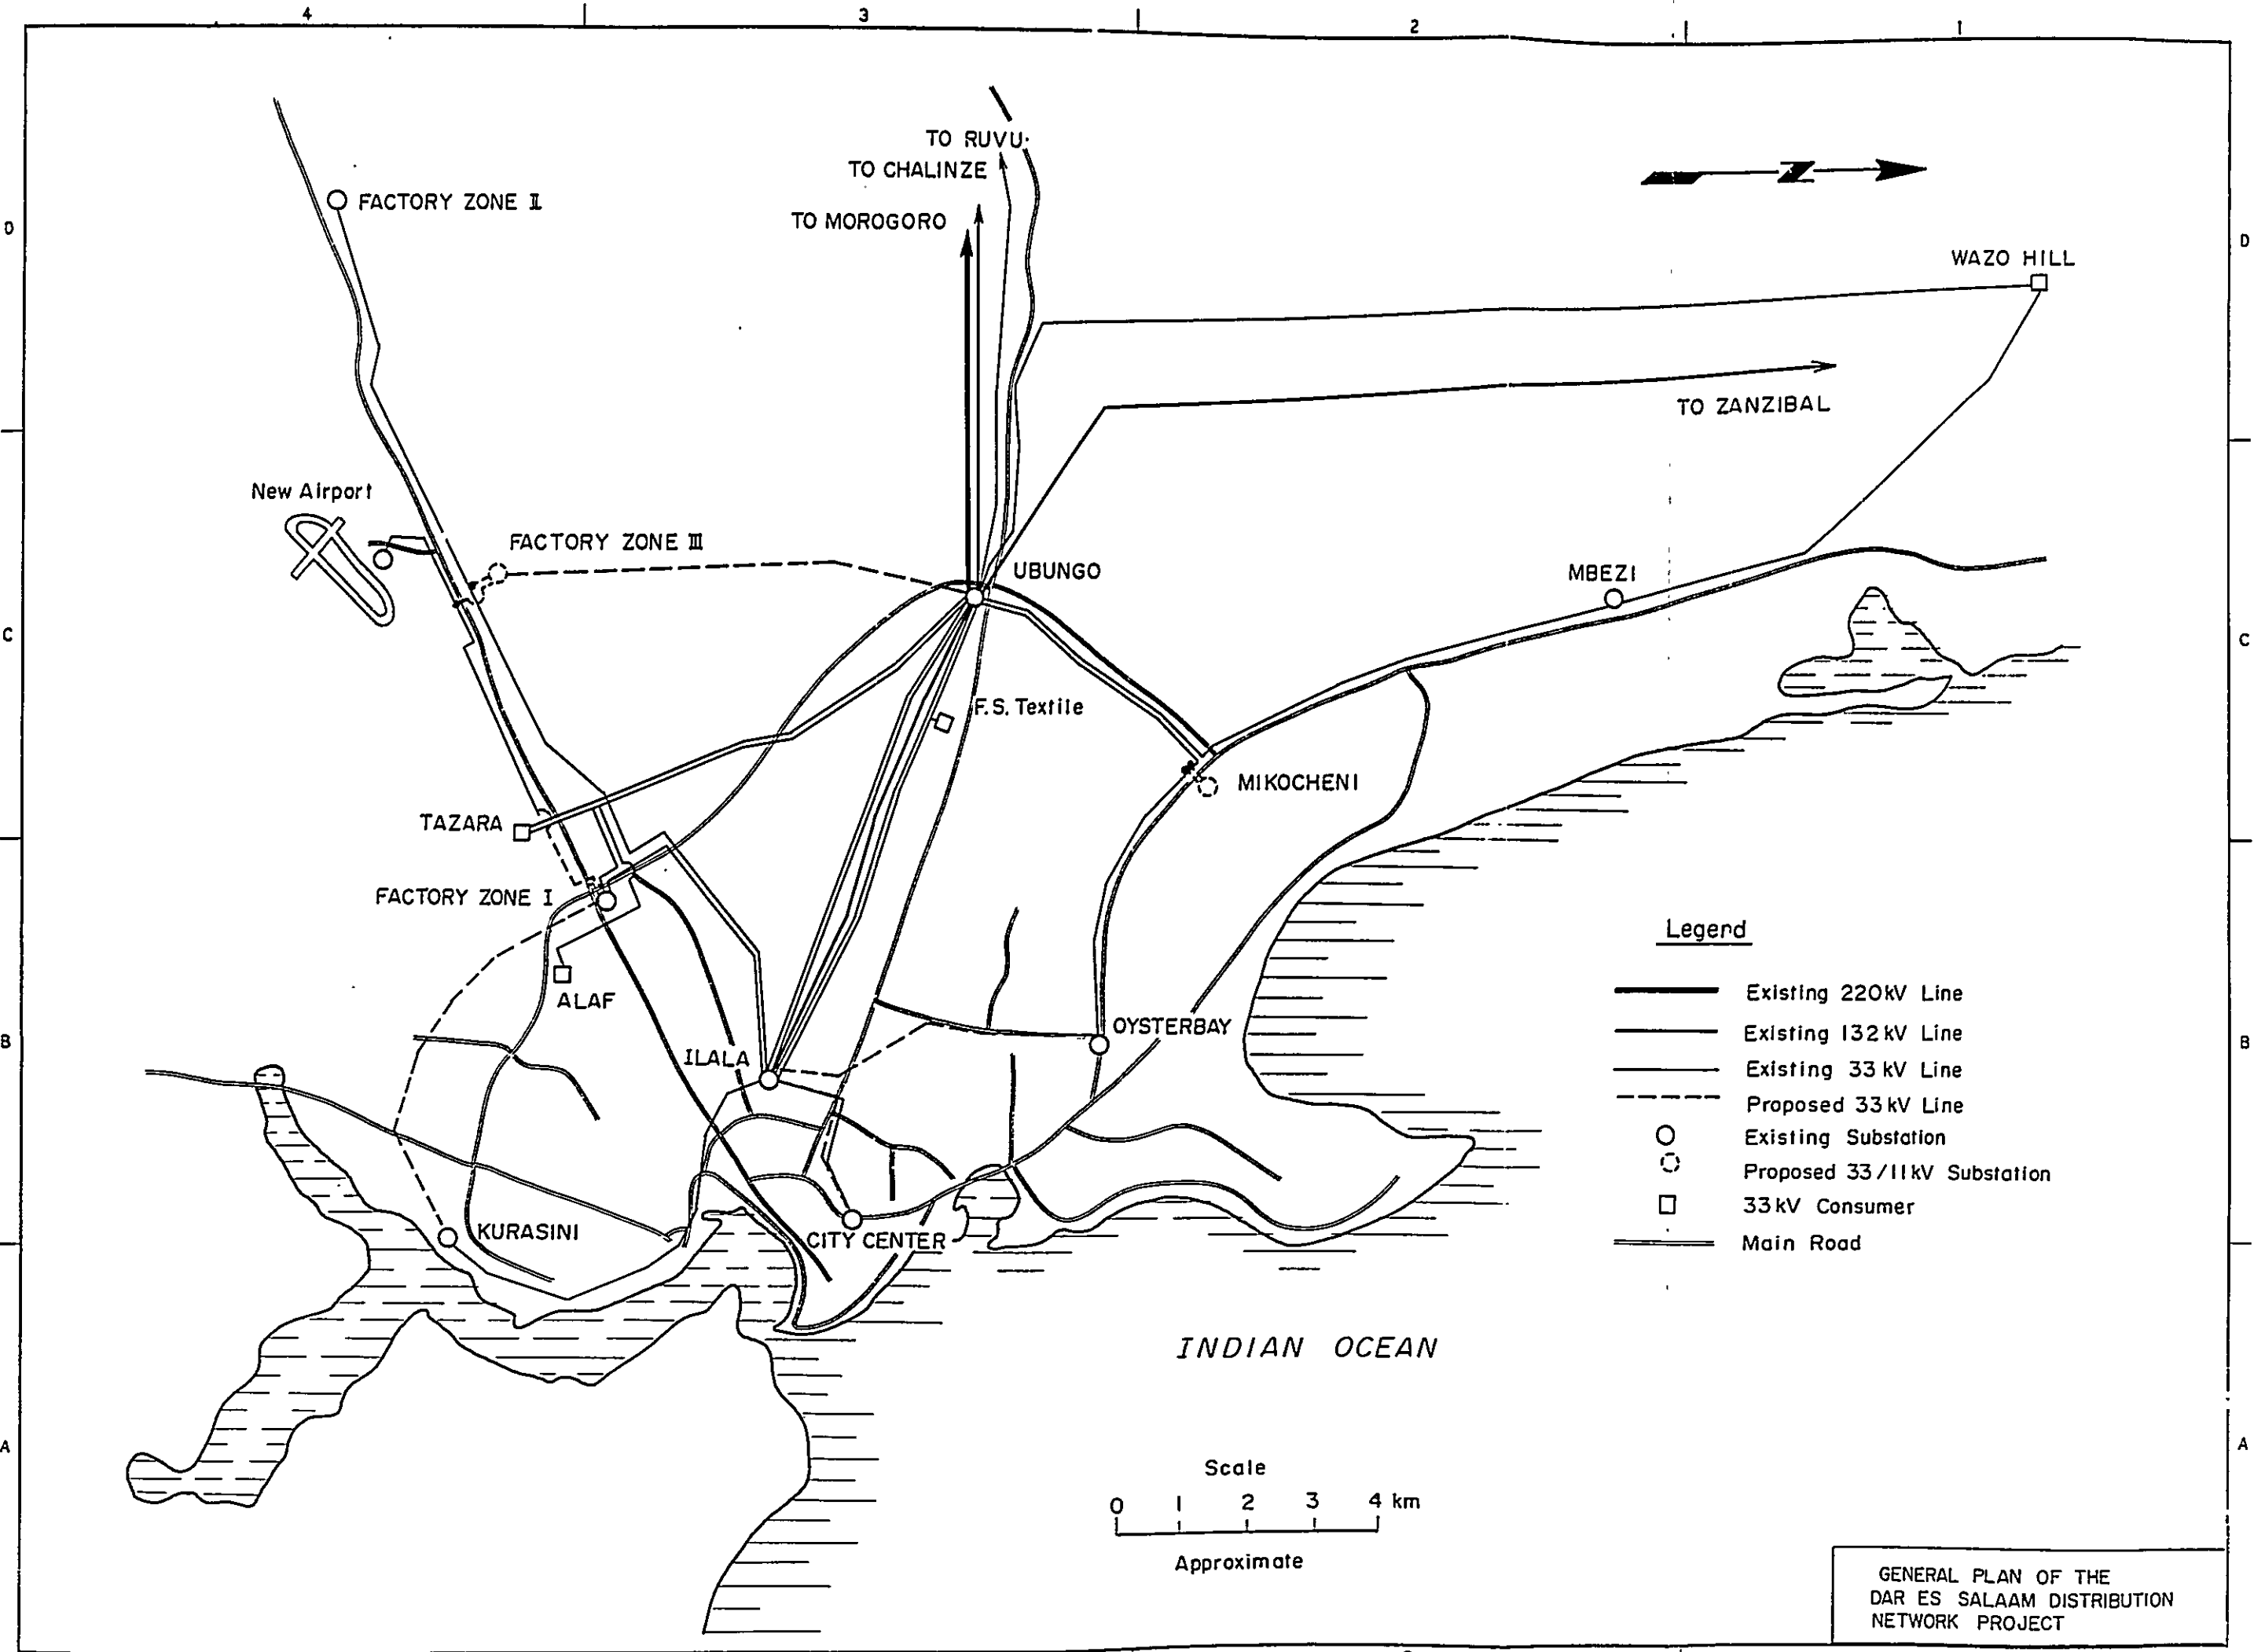 4 3 2 1
TO RUVU
TO CHALINZE
TO MOROGORO
N
FACTORY ZONE II
D D
WAZO HILL
TO ZANZIBAL
New Airport
FACTORY ZONE III
UBUNGO
MBEZI
C C
F.S. Textile
MIKOCHENI
TAZARA
FACTORY ZONE I
ALAF
OYSTERBAY
ILALA
B B
KURASINI
CITY CENTER
Legend
Existing 220kV Line
Existing 132kV Line
Existing 33kV Line
Proposed 33kV Line
Existing Substation
Proposed 33/11kV Substation
33kV Consumer
Main Road
INDIAN OCEAN
A A
Scale
0 1 2 3 4 km
Approximate
GENERAL PLAN OF THE
DAR ES SALAAM DISTRIBUTION
NETWORK PROJECT